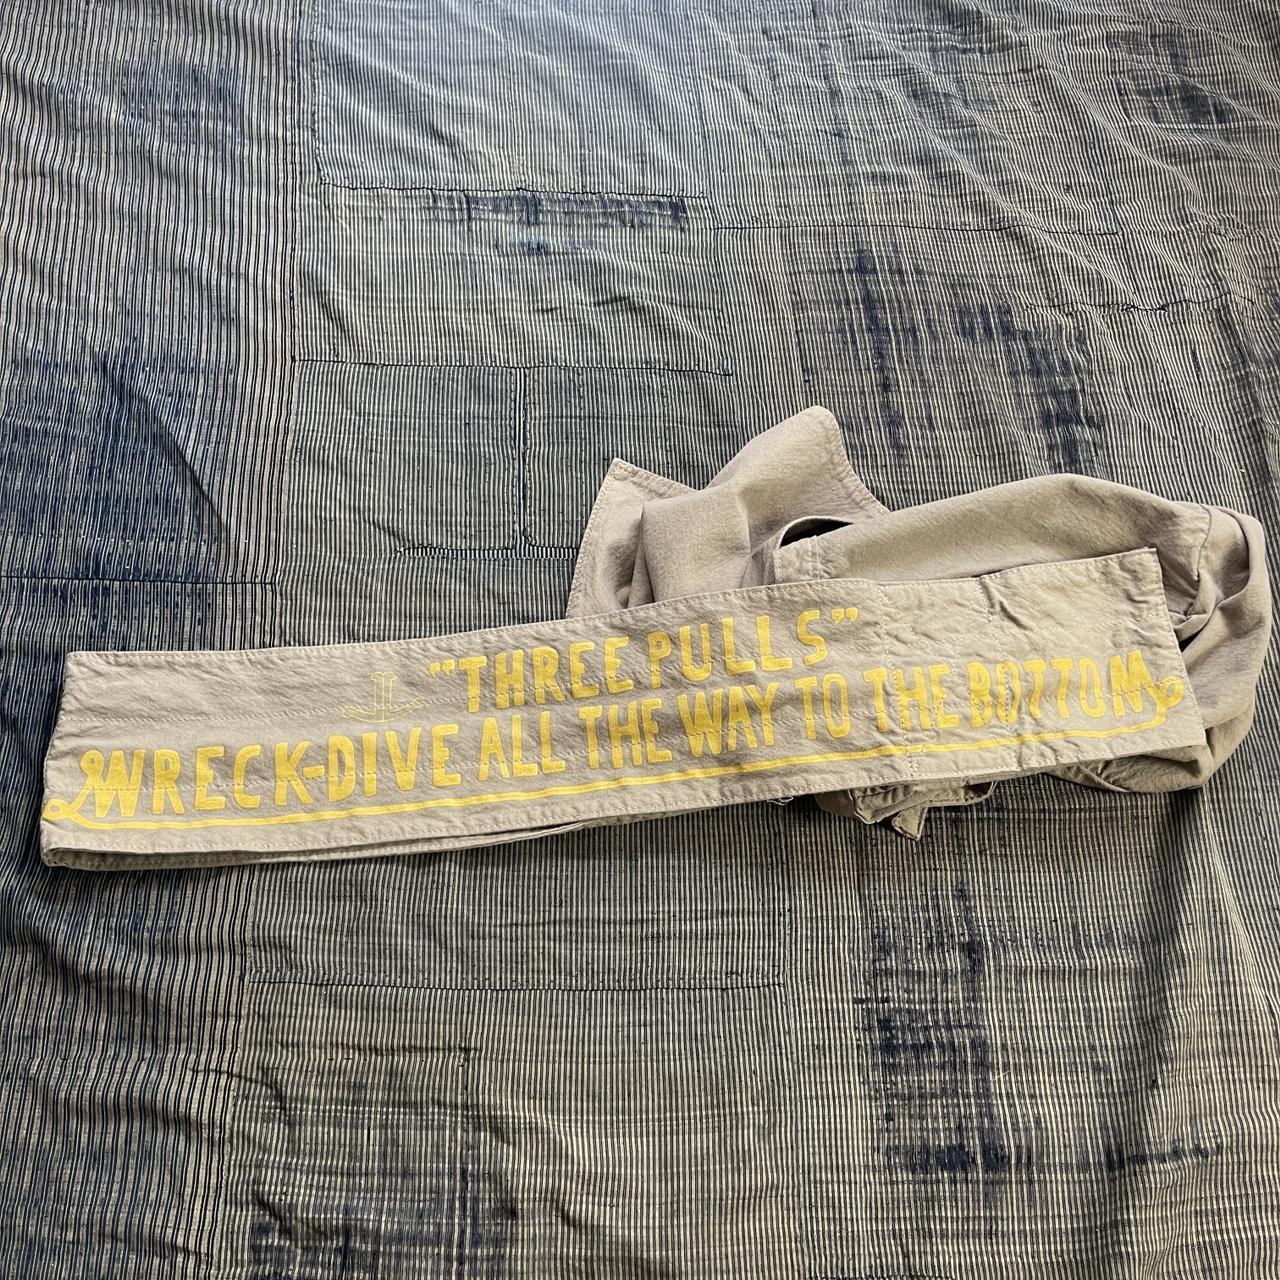 "THREE PULLS"
WRECK-DIVE ALL THE WAY TO THE BOTTOM